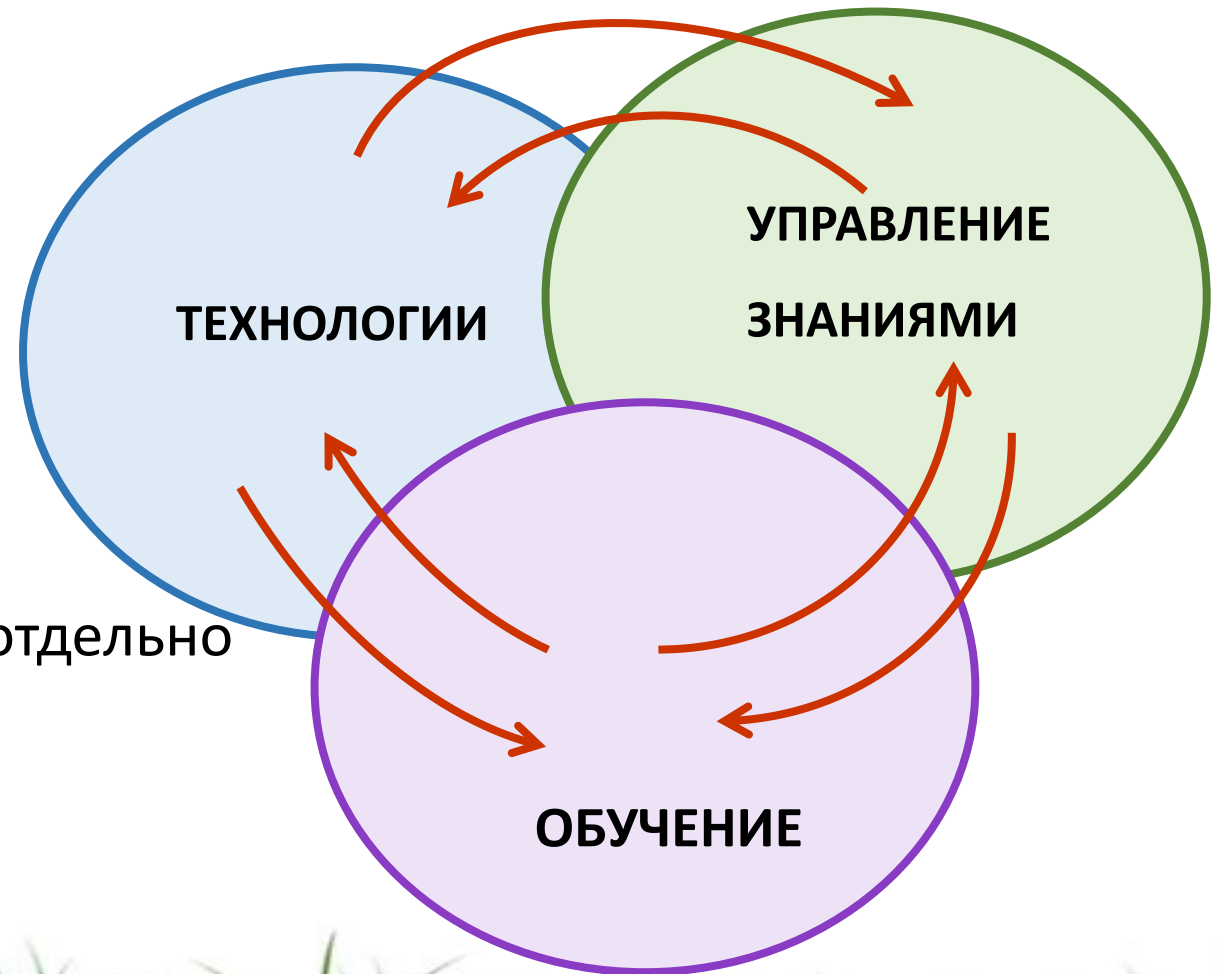 УПРАВЛЕНИЕ
ЗНАНИЯМИ
ТЕХНОЛОГИИ
отдельно
ОБУЧЕНИЕ